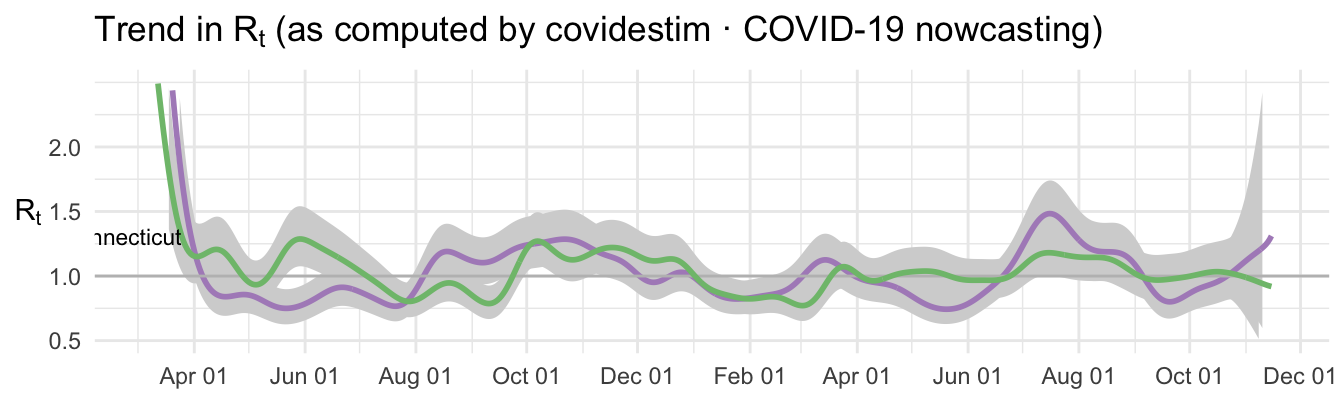 Trend in Rt (as computed by covidestim · COVID-19 nowcasting)
2.0
Rt 1.5
nnecticut
1.0
0.5
Apr 01 Jun 01 Aug 01 Oct 01 Dec 01 Feb 01 Apr 01 Jun 01 Aug 01 Oct 01 Dec 01